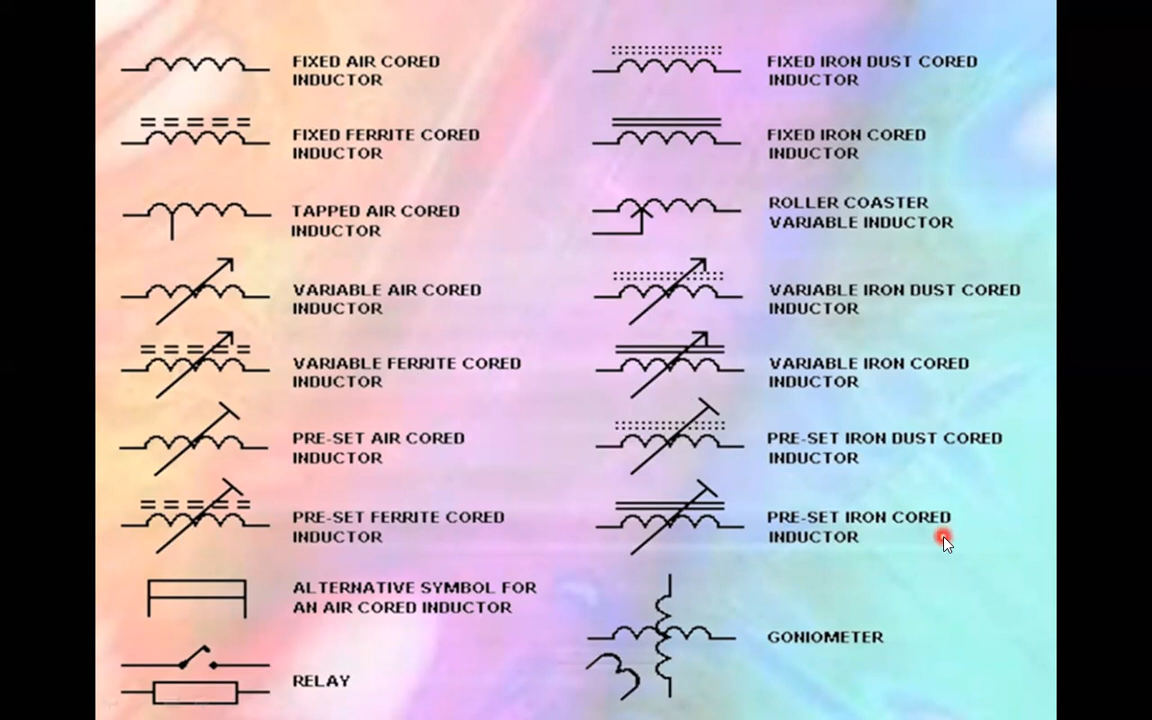 FIXED AIR CORED
INDUCTOR
FIXED IRON DUST CORED
INDUCTOR
FIXED FERRITE CORED
INDUCTOR
FIXED IRON CORED
INDUCTOR
TAPPED AIR CORED
INDUCTOR
ROLLER COASTER
VARIABLE INDUCTOR
VARIABLE AIR CORED
INDUCTOR
VARIABLE IRON DUST CORED
INDUCTOR
VARIABLE FERRITE CORED
INDUCTOR
VARIABLE IRON CORED
INDUCTOR
PRE-SET AIR CORED
INDUCTOR
PRE-SET IRON DUST CORED
INDUCTOR
PRE-SET FERRITE CORED
INDUCTOR
PRE-SET IRON CORED
INDUCTOR
ALTERNATIVE SYMBOL FOR
AN AIR CORED INDUCTOR
GONIOMETER
RELAY